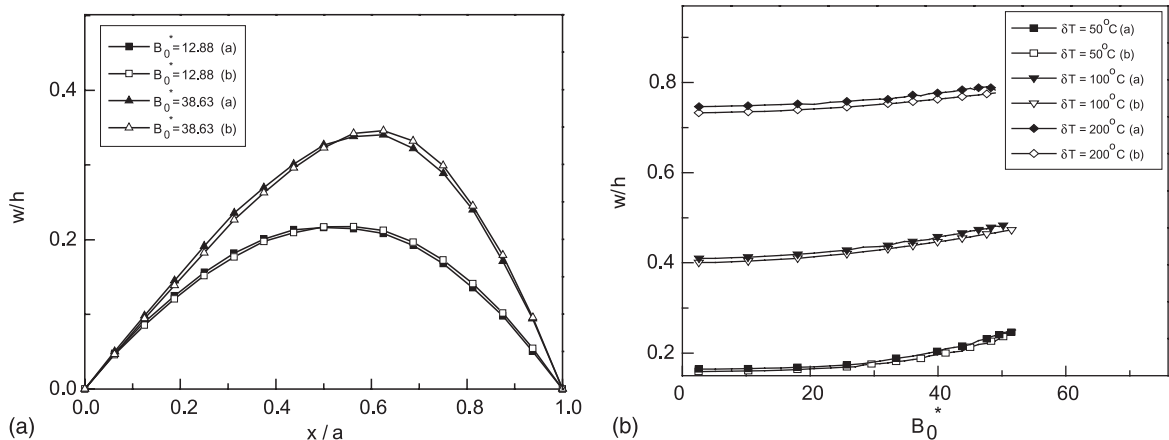 B₀* = 12.88 (a)
B₀* = 12.88 (b)
B₀* = 38.63 (a)
B₀* = 38.63 (b)
0.4
0.2
0.0
w/h
0.0 0.2 0.4 0.6 0.8 1.0
x / a
(a)
δT = 50°C (a)
δT = 50°C (b)
δT = 100°C (a)
δT = 100°C (b)
δT = 200°C (a)
δT = 200°C (b)
0.8
0.6
0.4
0.2
w/h
0 20 40 60
B₀*
(b)